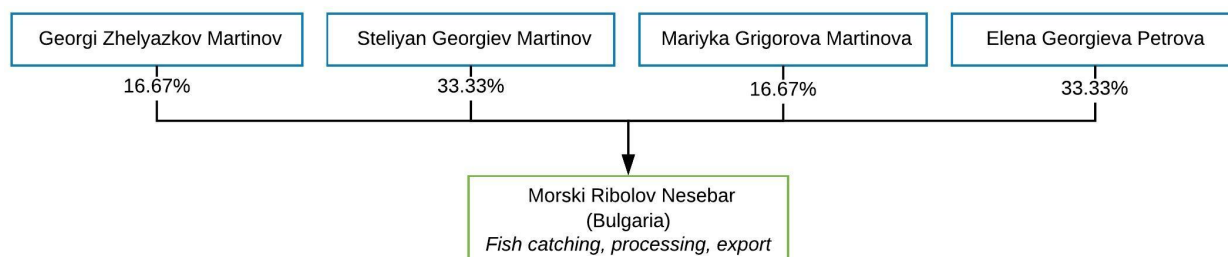 Georgi Zhelyazkov Martinov
Steliyan Georgiev Martinov
Mariyka Grigorova Martinova
Elena Georgieva Petrova
16.67%
33.33%
16.67%
33.33%
Morski Ribolov Nesebar
(Bulgaria)
Fish catching, processing, export